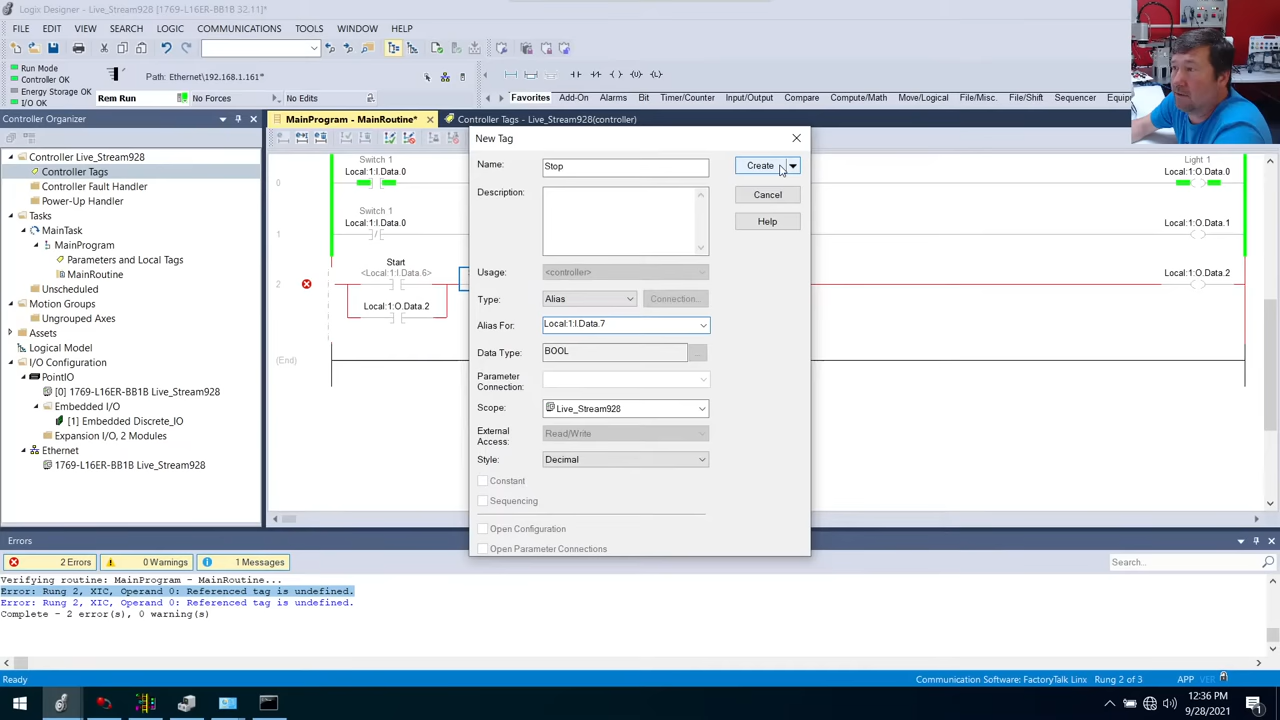 Logix Designer - Live_Stream928 [1769-L16ER-BB1B 32.11]*
FILE EDIT VIEW SEARCH LOGIC COMMUNICATIONS TOOLS WINDOW HELP
Run Mode
Controller OK
Energy Storage OK
I/O OK
Path: Ethernet\192.168.1.161*
Rem Run No Forces No Edits
Favorites Add-On Alarms Bit Timer/Counter Input/Output Compare Compute/Math Move/Logical File/Misc. File/Shift Sequencer
Controller Organizer
MainProgram - MainRoutine*
Controller Tags - Live_Stream928(controller)
Controller Live_Stream928
Controller Tags
Controller Fault Handler
Power-Up Handler
Tasks
MainTask
MainProgram
Parameters and Local Tags
MainRoutine
Unscheduled
Motion Groups
Ungrouped Axes
Assets
Logical Model
I/O Configuration
PointIO
[0] 1769-L16ER-BB1B Live_Stream928
Embedded I/O
[1] Embedded Discrete_IO
Expansion I/O, 2 Modules
Ethernet
1769-L16ER-BB1B Live_Stream928
Switch 1
Local:1:I.Data.0
0
Light 1
Local:1:O.Data.0
Switch 1
Local:1:I.Data.0
1
Local:1:O.Data.1
Start
<Local:1:I.Data.6>
2
Local:1:O.Data.2
Local:1:O.Data.2
(End)
New Tag
Name: Stop
Create
Description:
Cancel
Help
Usage: <controller>
Type: Alias
Connection...
Alias For: Local:1:I.Data.7
Data Type: BOOL
...
Parameter
Connection:
Scope: Live_Stream928
External
Access: Read/Write
Style: Decimal
Constant
Sequencing
Open Configuration
Open Parameter Connections
Errors
2 Errors 0 Warnings 1 Messages
Search...
Verifying routine: MainProgram - MainRoutine...
Error: Rung 2, XIC, Operand 0: Referenced tag is undefined.
Error: Rung 2, XIC, Operand 0: Referenced tag is undefined.
Complete - 2 error(s), 0 warning(s)
Ready
Communication Software: FactoryTalk Linx Rung 2 of 3 APP VER
12:36 PM
9/28/2021
1